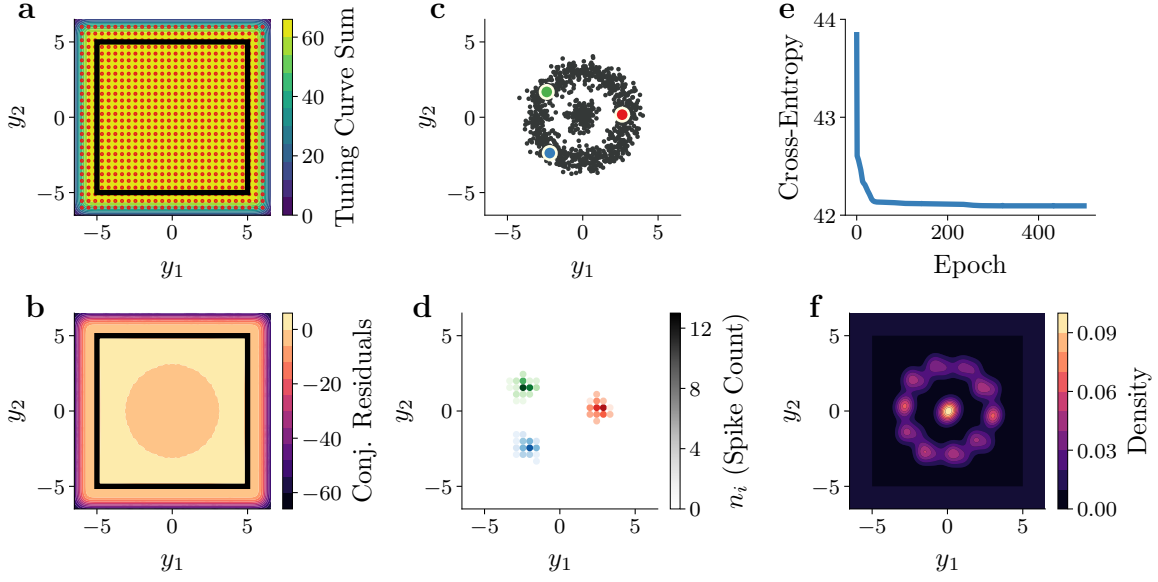 a
5
0
−5
y₂
−5
0
5
y₁
60
40
20
0
Tuning Curve Sum
c
5
0
−5
y₂
−5
0
5
y₁
e
44
43
42
Cross-Entropy
0
200
400
Epoch
b
5
0
−5
y₂
−5
0
5
y₁
0
−20
−40
−60
Conj. Residuals
d
5
0
−5
y₂
−5
0
5
y₁
12
8
4
0
nᵢ (Spike Count)
f
5
0
−5
y₂
−5
0
5
y₁
0.09
0.06
0.03
0.00
Density